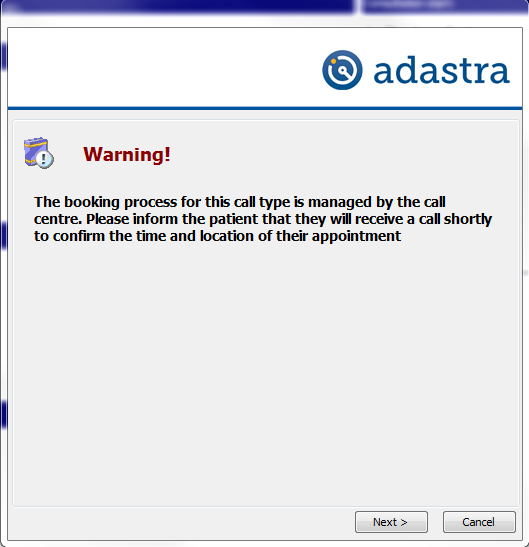 adastra
Warning!
The booking process for this call type is managed by the call
centre. Please inform the patient that they will receive a call shortly
to confirm the time and location of their appointment
Next >
Cancel